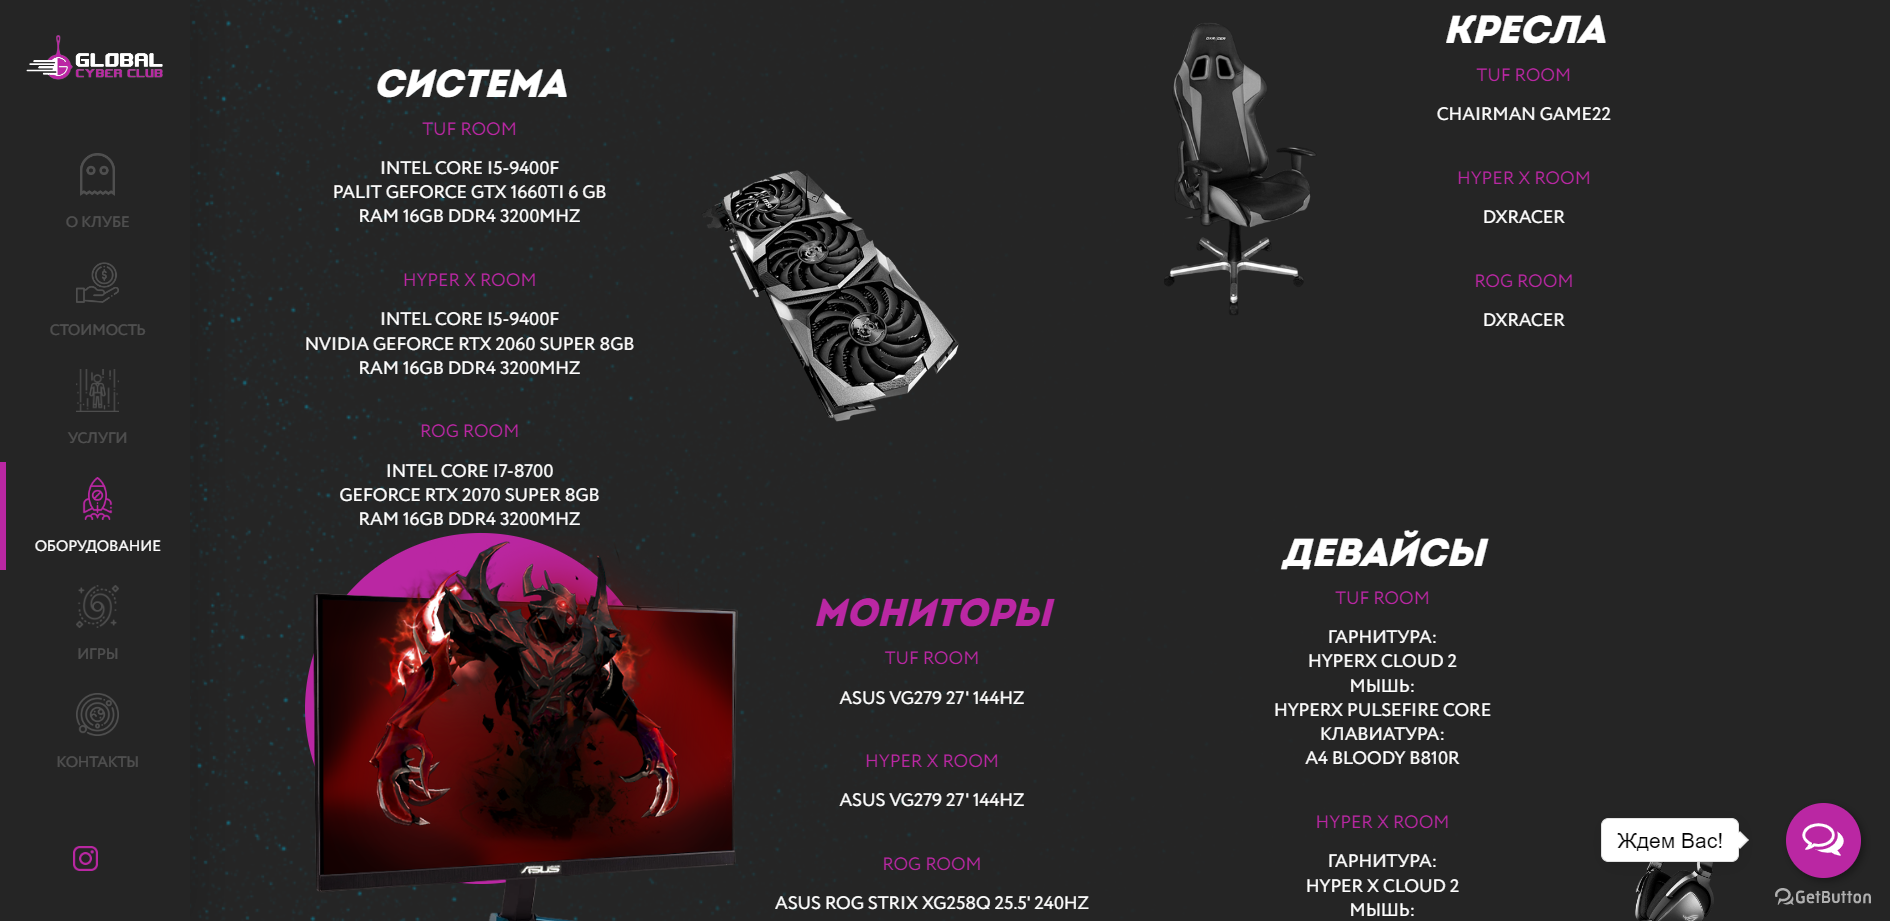 GLOBAL
CYBER CLUB
О КЛУБЕ
СТОИМОСТЬ
УСЛУГИ
ОБОРУДОВАНИЕ
ИГРЫ
КОНТАКТЫ
СИСТЕМА
TUF ROOM
INTEL CORE I5-9400F
PALIT GEFORCE GTX 1660TI 6 GB
RAM 16GB DDR4 3200MHZ
HYPER X ROOM
INTEL CORE I5-9400F
NVIDIA GEFORCE RTX 2060 SUPER 8GB
RAM 16GB DDR4 3200MHZ
ROG ROOM
INTEL CORE I7-8700
GEFORCE RTX 2070 SUPER 8GB
RAM 16GB DDR4 3200MHZ
КРЕСЛА
TUF ROOM
CHAIRMAN GAME22
HYPER X ROOM
DXRACER
ROG ROOM
DXRACER
ASUS
МОНИТОРЫ
TUF ROOM
ASUS VG279 27' 144HZ
HYPER X ROOM
ASUS VG279 27' 144HZ
ROG ROOM
ASUS ROG STRIX XG258Q 25.5' 240HZ
ДЕВАЙСЫ
TUF ROOM
ГАРНИТУРА:
HYPERX CLOUD 2
МЫШЬ:
HYPERX PULSEFIRE CORE
КЛАВИАТУРА:
A4 BLOODY B810R
HYPER X ROOM
ГАРНИТУРА:
HYPER X CLOUD 2
МЫШЬ:
Ждем Вас!
GetButton